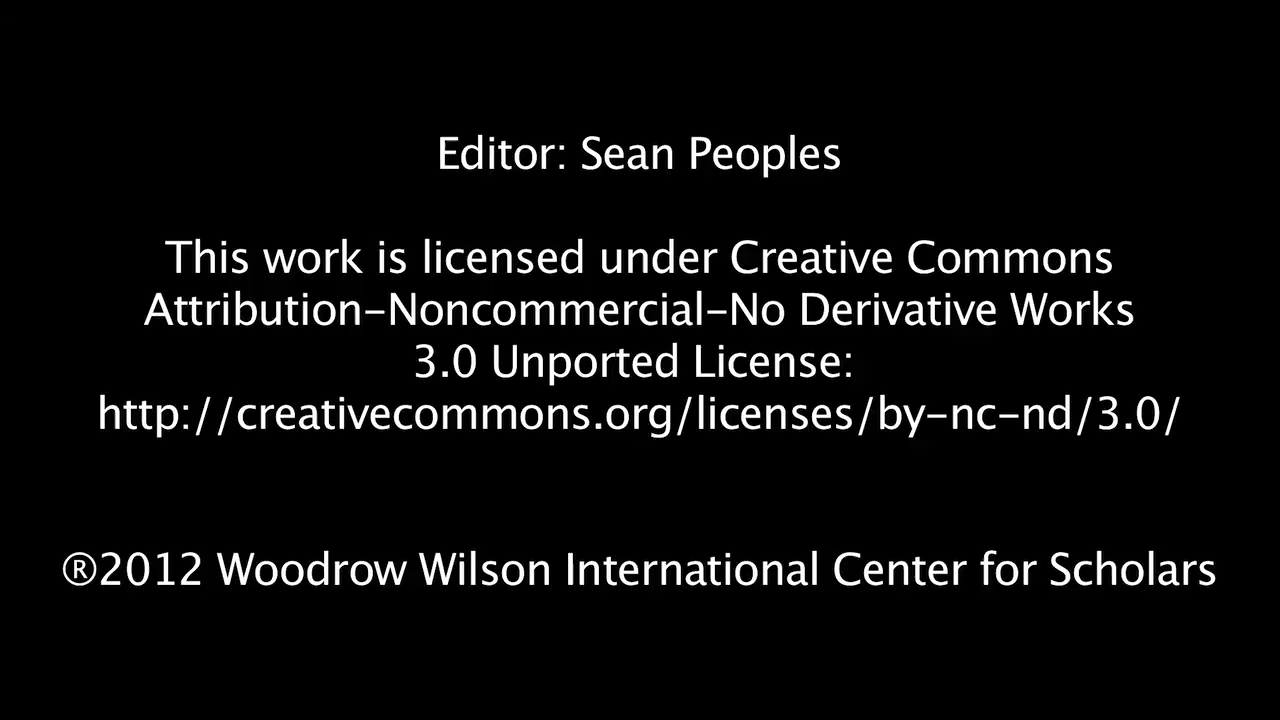 Editor: Sean Peoples
This work is licensed under Creative Commons
Attribution-Noncommercial-No Derivative Works
3.0 Unported License:
http://creativecommons.org/licenses/by-nc-nd/3.0/
®2012 Woodrow Wilson International Center for Scholars